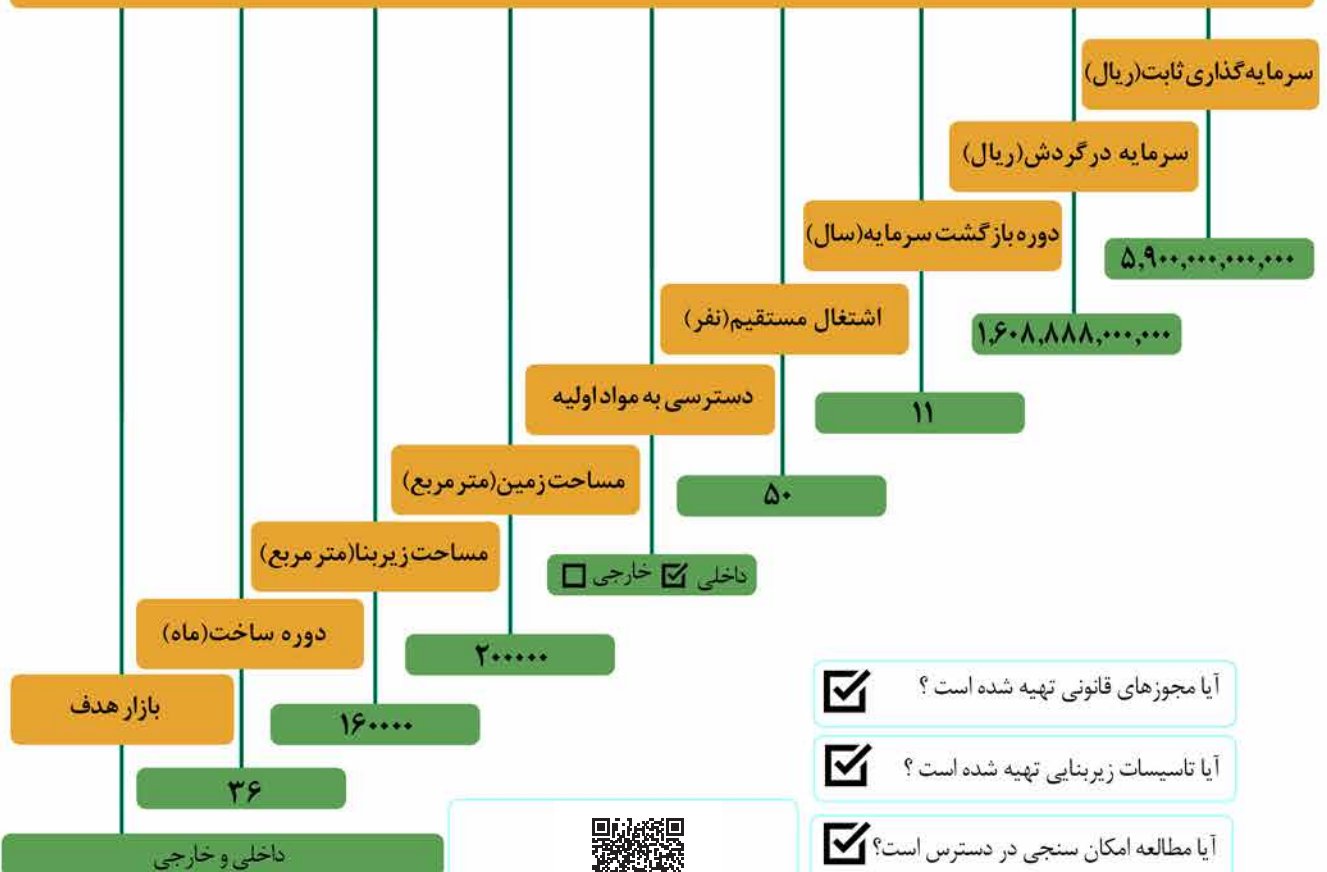 سرمایه‌گذاری ثابت(ریال)
۵,۹۰۰,۰۰۰,۰۰۰,۰۰۰
سرمایه در گردش(ریال)
۱,۶۰۸,۸۸۸,۰۰۰,۰۰۰
دوره بازگشت سرمایه(سال)
۱۱
اشتغال مستقیم(نفر)
۵۰
دسترسی به مواد اولیه
داخلی ☑ خارجی ☐
مساحت زمین(متر مربع)
۲۰۰۰۰۰
مساحت زیربنا(متر مربع)
۱۶۰۰۰۰
دوره ساخت(ماه)
۳۶
بازار هدف
داخلی و خارجی
آیا مجوزهای قانونی تهیه شده است ؟ ☑
آیا تاسیسات زیربنایی تهیه شده است ؟ ☑
آیا مطالعه امکان سنجی در دسترس است؟ ☑